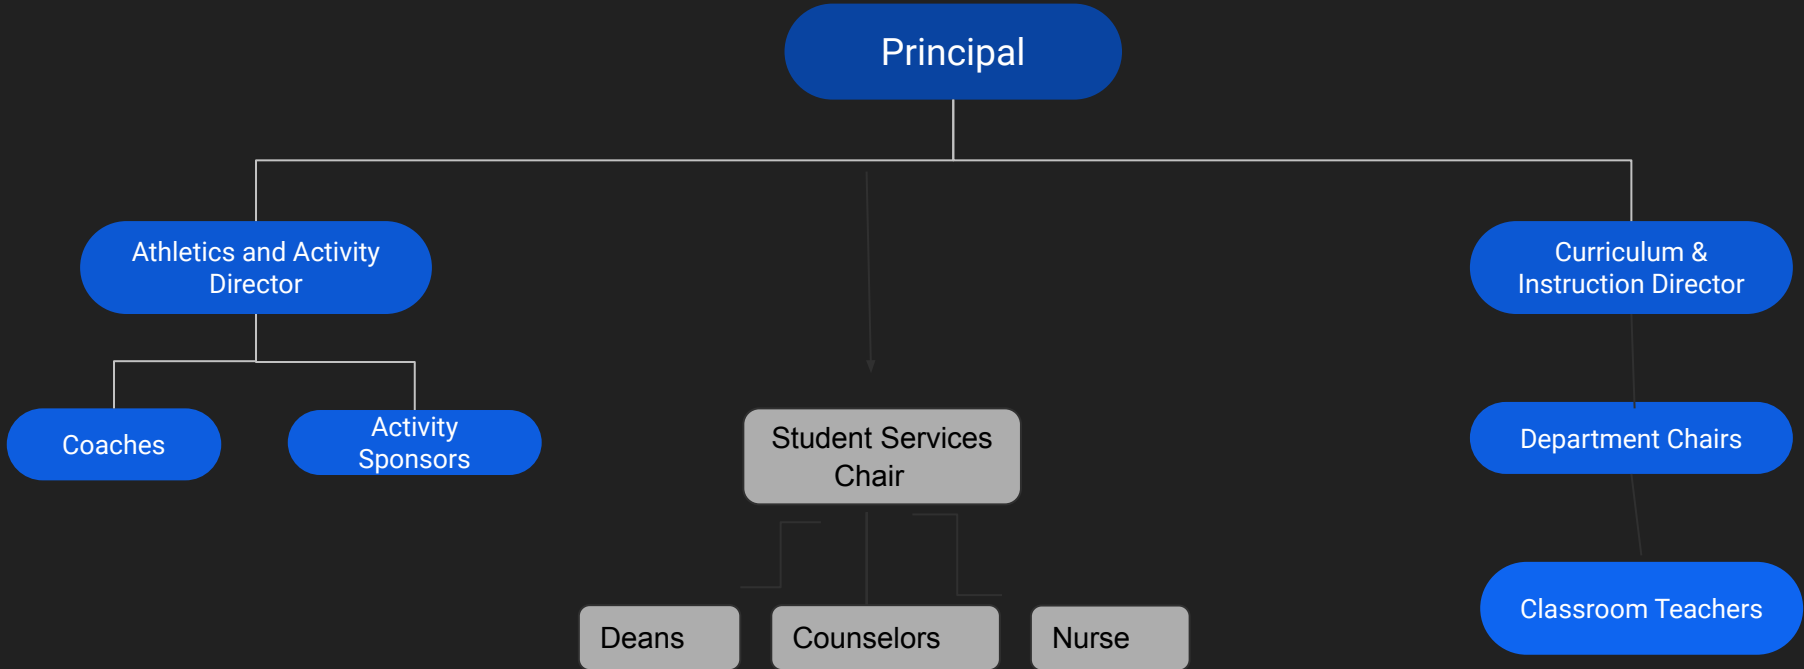 Principal
Athletics and Activity
Director
Curriculum &
Instruction Director
Coaches
Activity
Sponsors
Student Services
Chair
Department Chairs
Deans
Counselors
Nurse
Classroom Teachers